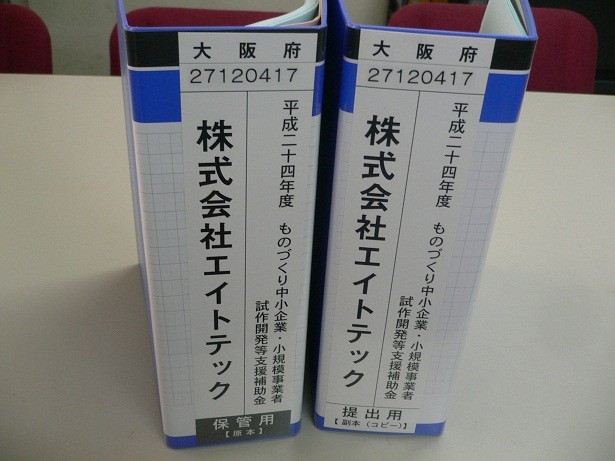 大阪府
27120417
平成二十四年度 ものづくり中小企業・小規模事業者
試作開発等支援補助金
株式会社エイトテック
保管用
【原本】
大阪府
27120417
平成二十四年度 ものづくり中小企業・小規模事業者
試作開発等支援補助金
株式会社エイトテック
提出用
【副本（コピー）】